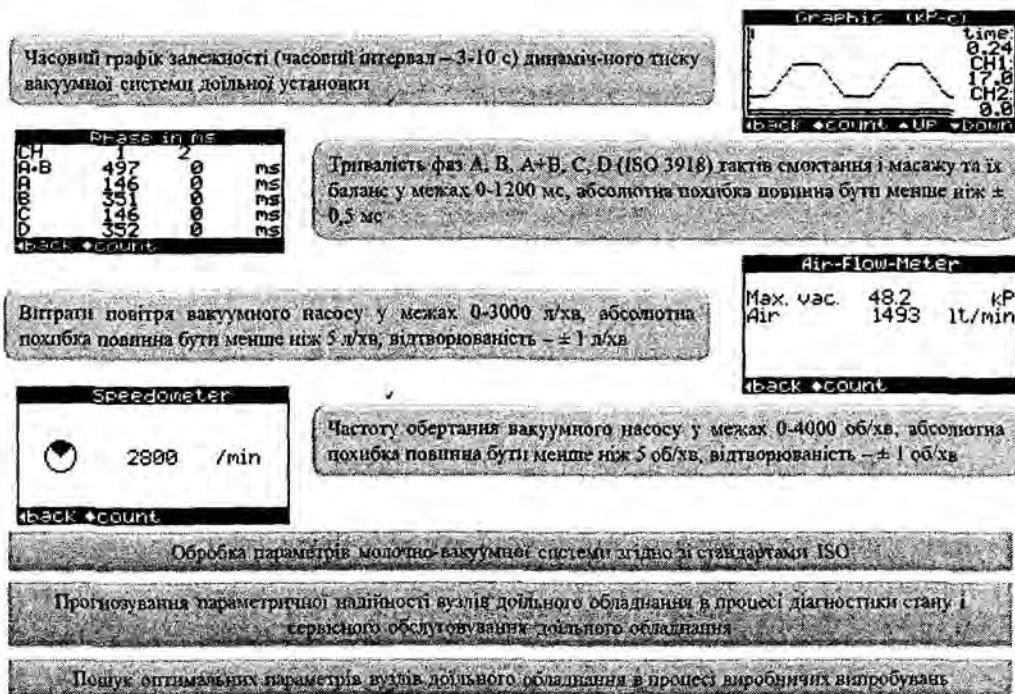 Graphic (kP-c)
time:
0.24
CH1:
17.0
CH2:
0.0
back count UP Down
Часовий графік залежності (часовий інтервал – 3-10 с) динаміч-ного тиску
вакуумної системи доїльної установки
Phase in ms
CH 1 2
A+B 497 0 ms
A 146 0 ms
B 351 0 ms
C 146 0 ms
D 352 0 ms
back count
Тривалість фаз A, B, A+B, C, D (ISO 3918) тактів смоктання і масажу та їх
баланс у межах 0-1200 мс, абсолютна похибка повинна бути менше ніж ±
0,5 мс
Air-Flow-Meter
Max. vac. 48.2 kP
Air 1493 lt/min
back count
Витрати повітря вакуумного насосу у межах 0-3000 л/хв, абсолютна
похибка повинна бути менше ніж 5 л/хв, відтворюваність – ± 1 л/хв
Speedometer
2800 /min
back count
Частоту обертання вакуумного насосу у межах 0-4000 об/хв, абсолютна
похибка повинна бути менше ніж 5 об/хв, відтворюваність – ± 1 об/хв
Обробка параметрів молочно-вакуумної системи згідно зі стандартами ISO
Прогнозування параметричної надійності вузлів доїльного обладнання в процесі діагностики стану і
сервісного обслуговування доїльного обладнання
Пошук оптимальних параметрів вузлів доїльного обладнання в процесі виробничих випробувань